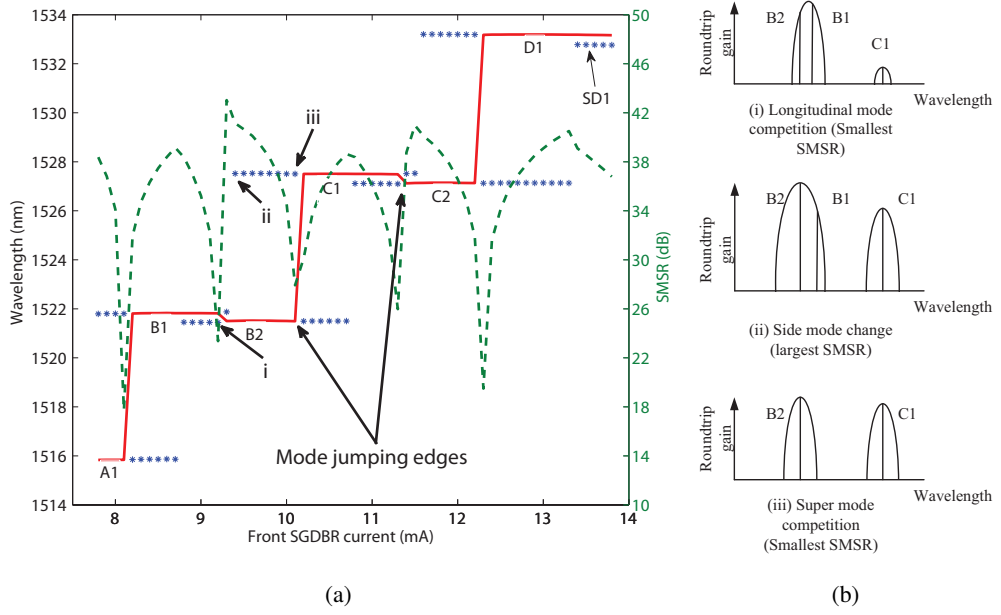 1534
1532
1530
1528
1526
1524
1522
1520
1518
1516
1514
Wavelength (nm)
8
9
10
11
12
13
14
Front SGDBR current (mA)
50
46
42
38
34
30
26
22
18
14
10
SMSR (dB)
A1
B1
B2
C1
C2
D1
SD1
i
ii
iii
Mode jumping edges
(a)
B2
B1
C1
Roundtrip
gain
Wavelength
(i) Longitudinal mode
competition (Smallest
SMSR)
B2
B1
C1
Roundtrip
gain
Wavelength
(ii) Side mode change
(largest SMSR)
B2
C1
Roundtrip
gain
Wavelength
(iii) Super mode
competition
(Smallest SMSR)
(b)